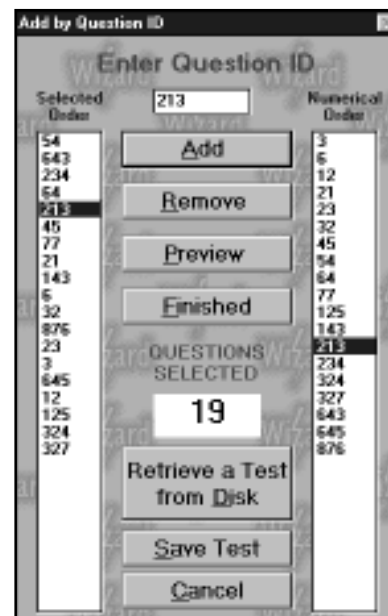 Add by Question ID
Enter Question ID
Selected Order
213
Numerical Order
54
643
234
64
213
45
77
21
143
6
32
876
23
3
645
12
125
324
327
Add
Remove
Preview
Finished
QUESTIONS
SELECTED
19
Retrieve a Test
from Disk
Save Test
Cancel
3
6
12
21
23
32
45
54
64
77
125
143
213
234
324
327
643
645
876